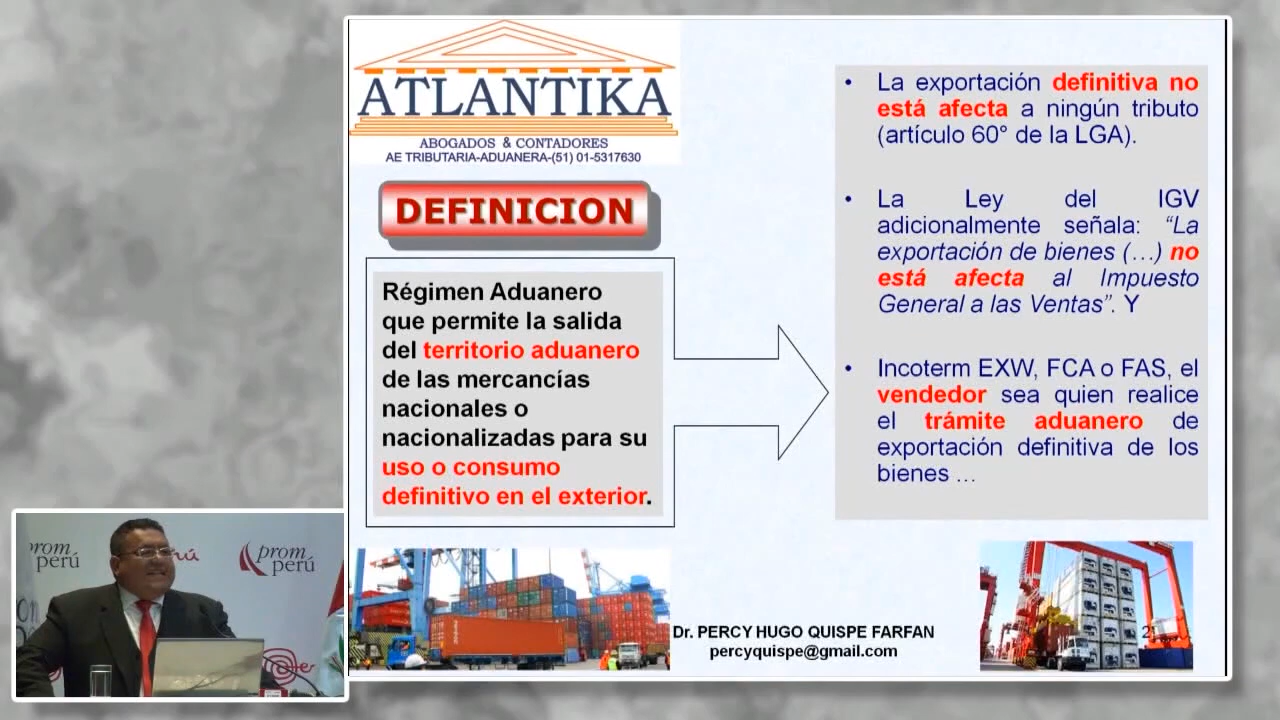 ATLANTIKA
ABOGADOS & CONTADORES
AE TRIBUTARIA-ADUANERA-(51) 01-5317630
DEFINICION
Régimen Aduanero
que permite la salida
del territorio aduanero
de las mercancías
nacionales o
nacionalizadas para su
uso o consumo
definitivo en el exterior.
• La exportación definitiva no
está afecta a ningún tributo
(artículo 60° de la LGA).
• La Ley del IGV
adicionalmente señala: “La
exportación de bienes (…) no
está afecta al Impuesto
General a las Ventas”. Y
• Incoterm EXW, FCA o FAS, el
vendedor sea quien realice
el trámite aduanero de
exportación definitiva de los
bienes …
Dr. PERCY HUGO QUISPE FARFAN
percyquispe@gmail.com
prom
perú
prom
perú